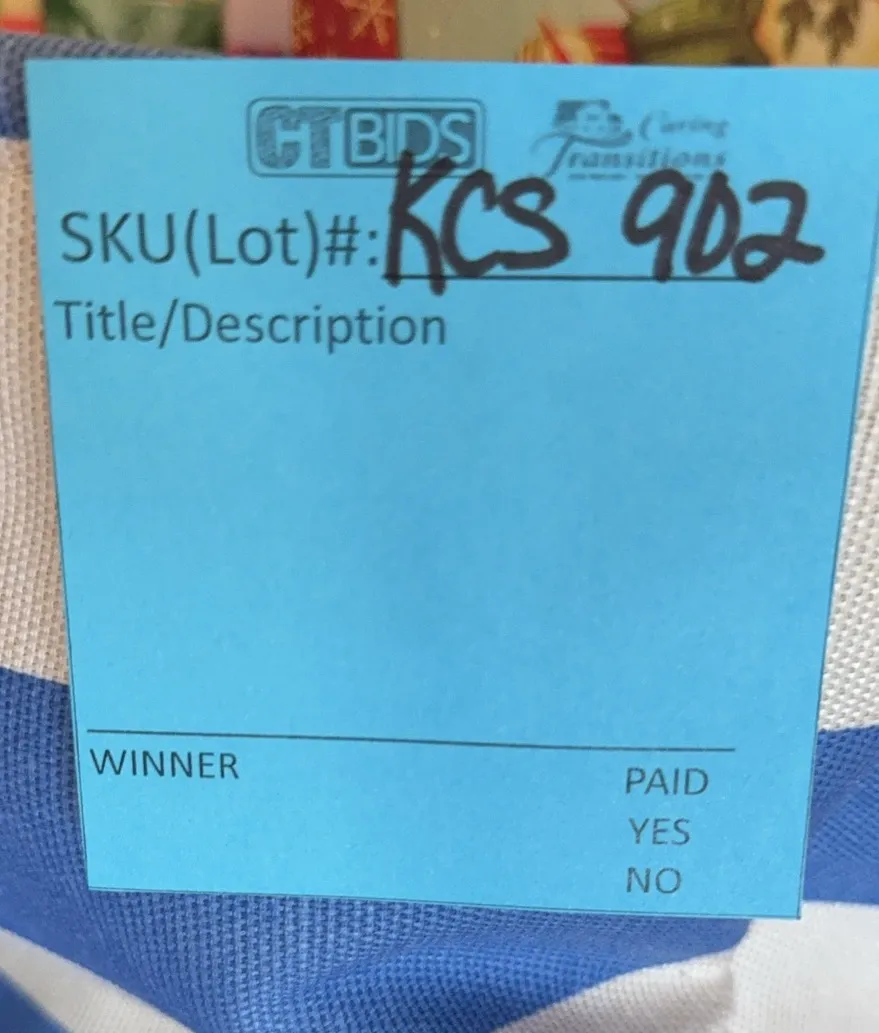 CTBIDS
Caring
Transitions
SKU(Lot)#: KCS 902
Title/Description
WINNER
PAID
YES
NO